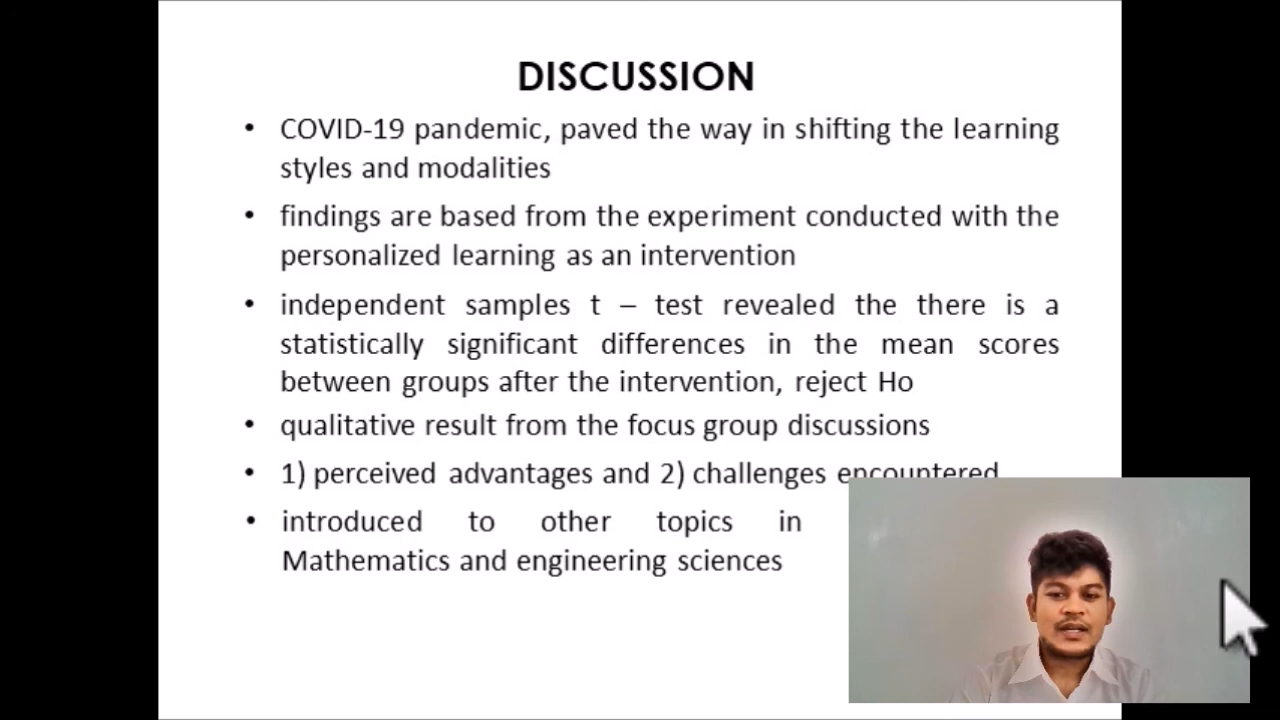 DISCUSSION
• COVID-19 pandemic, paved the way in shifting the learning
styles and modalities
• findings are based from the experiment conducted with the
personalized learning as an intervention
• independent samples t – test revealed the there is a
statistically significant differences in the mean scores
between groups after the intervention, reject Ho
• qualitative result from the focus group discussions
• 1) perceived advantages and 2) challenges encountered
• introduced to other topics in
Mathematics and engineering sciences